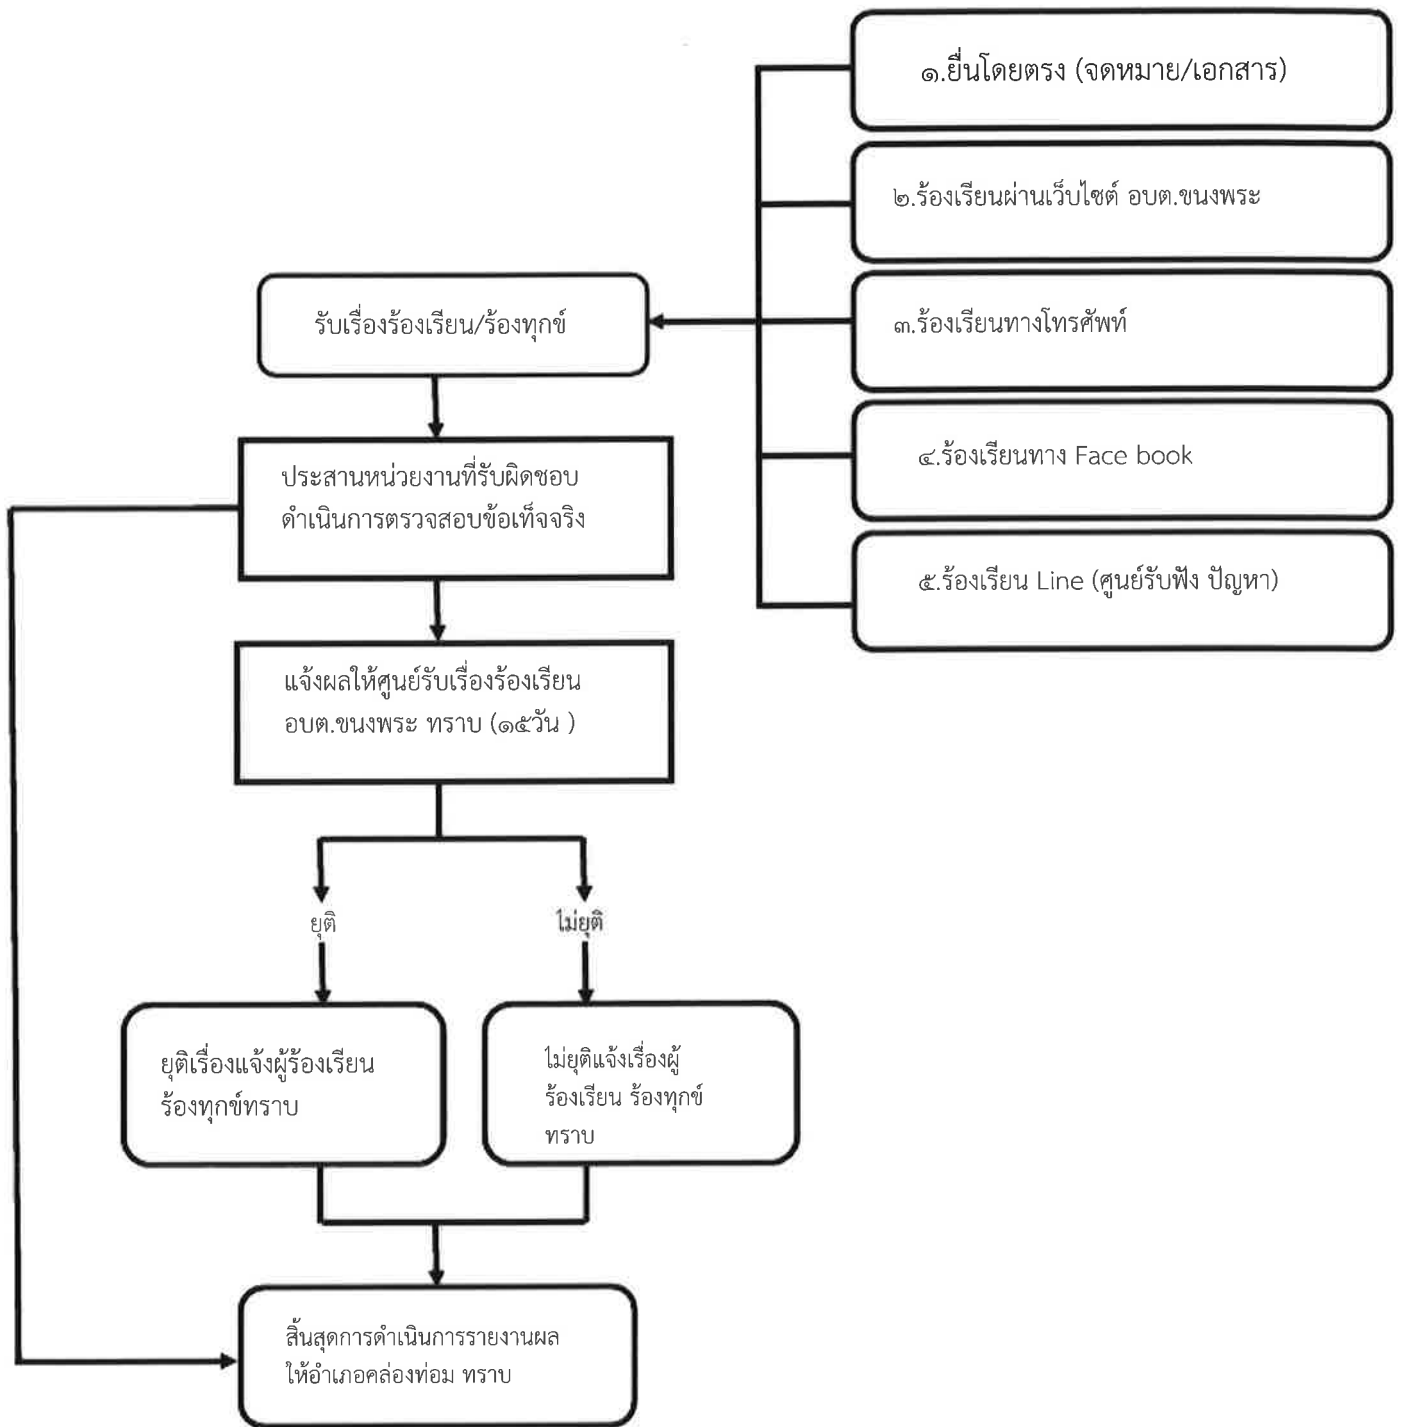 ๑.ยื่นโดยตรง (จดหมาย/เอกสาร)
๒.ร้องเรียนผ่านเว็บไซต์ อบต.ขนงพระ
๓.ร้องเรียนทางโทรศัพท์
๔.ร้องเรียนทาง Face book
๕.ร้องเรียน Line (ศูนย์รับฟัง ปัญหา)
รับเรื่องร้องเรียน/ร้องทุกข์
ประสานหน่วยงานที่รับผิดชอบ
ดำเนินการตรวจสอบข้อเท็จจริง
แจ้งผลให้ศูนย์รับเรื่องร้องเรียน
อบต.ขนงพระ ทราบ (๑๕วัน )
ยุติ
ไม่ยุติ
ยุติเรื่องแจ้งผู้ร้องเรียน
ร้องทุกข์ทราบ
ไม่ยุติแจ้งเรื่องผู้
ร้องเรียน ร้องทุกข์
ทราบ
สิ้นสุดการดำเนินการรายงานผล
ให้อำเภอคล่องท่อม ทราบ